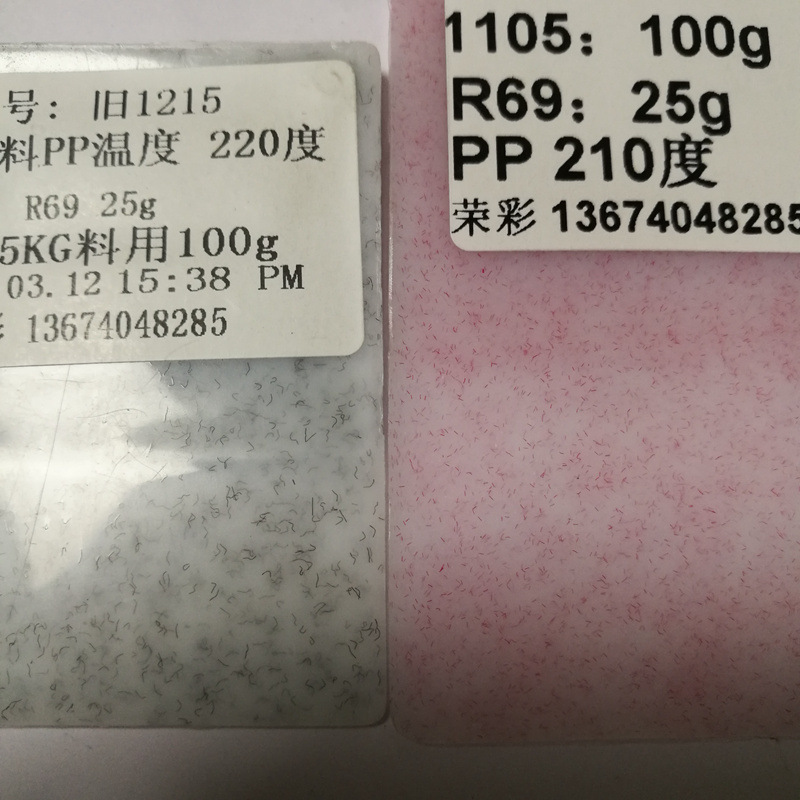 号: 旧1215
料PP温度 220度
R69 25g
5KG料用100g
03.12 15:38 PM
13674048285
1105: 100g
R69: 25g
PP 210度
荣彩 13674048285